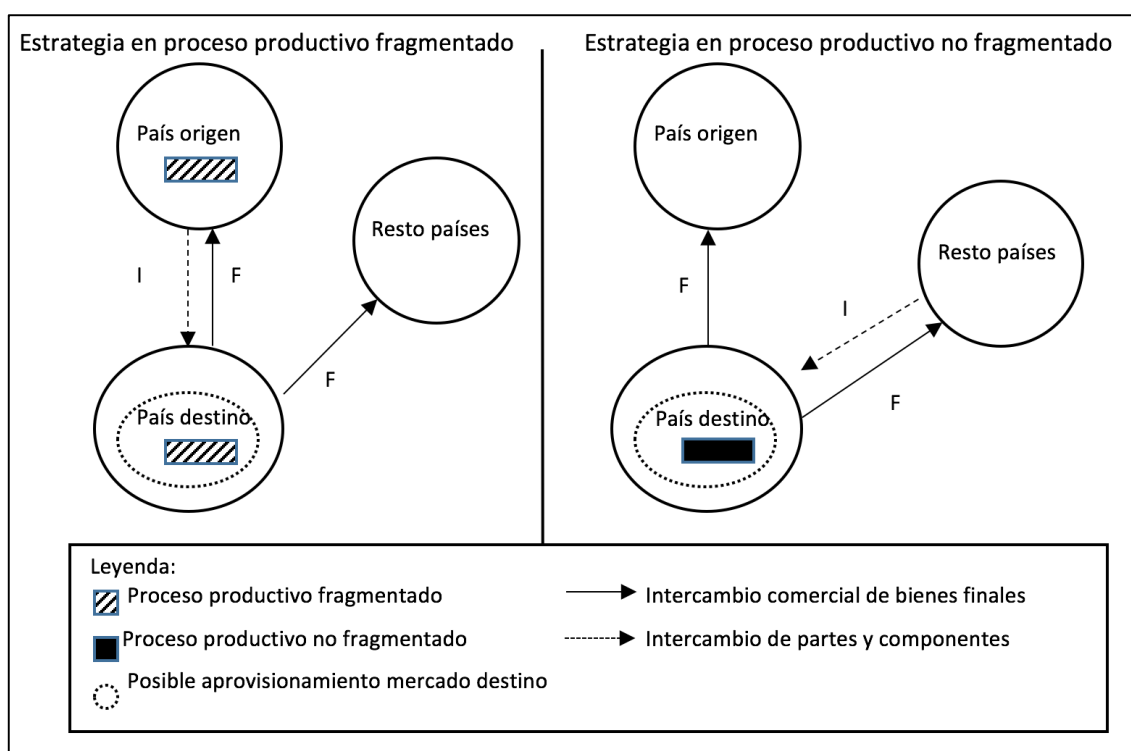 Estrategia en proceso productivo fragmentado
País origen
Resto países
I
F
F
País destino
Estrategia en proceso productivo no fragmentado
País origen
Resto países
F
I
F
País destino
Leyenda:
Proceso productivo fragmentado
Proceso productivo no fragmentado
Posible aprovisionamiento mercado destino
Intercambio comercial de bienes finales
Intercambio de partes y componentes